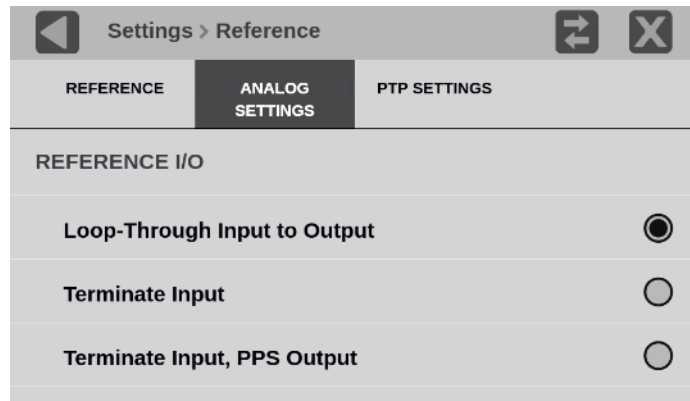 Settings > Reference
REFERENCE
ANALOG
SETTINGS
PTP SETTINGS
REFERENCE I/O
Loop-Through Input to Output
Terminate Input
Terminate Input, PPS Output